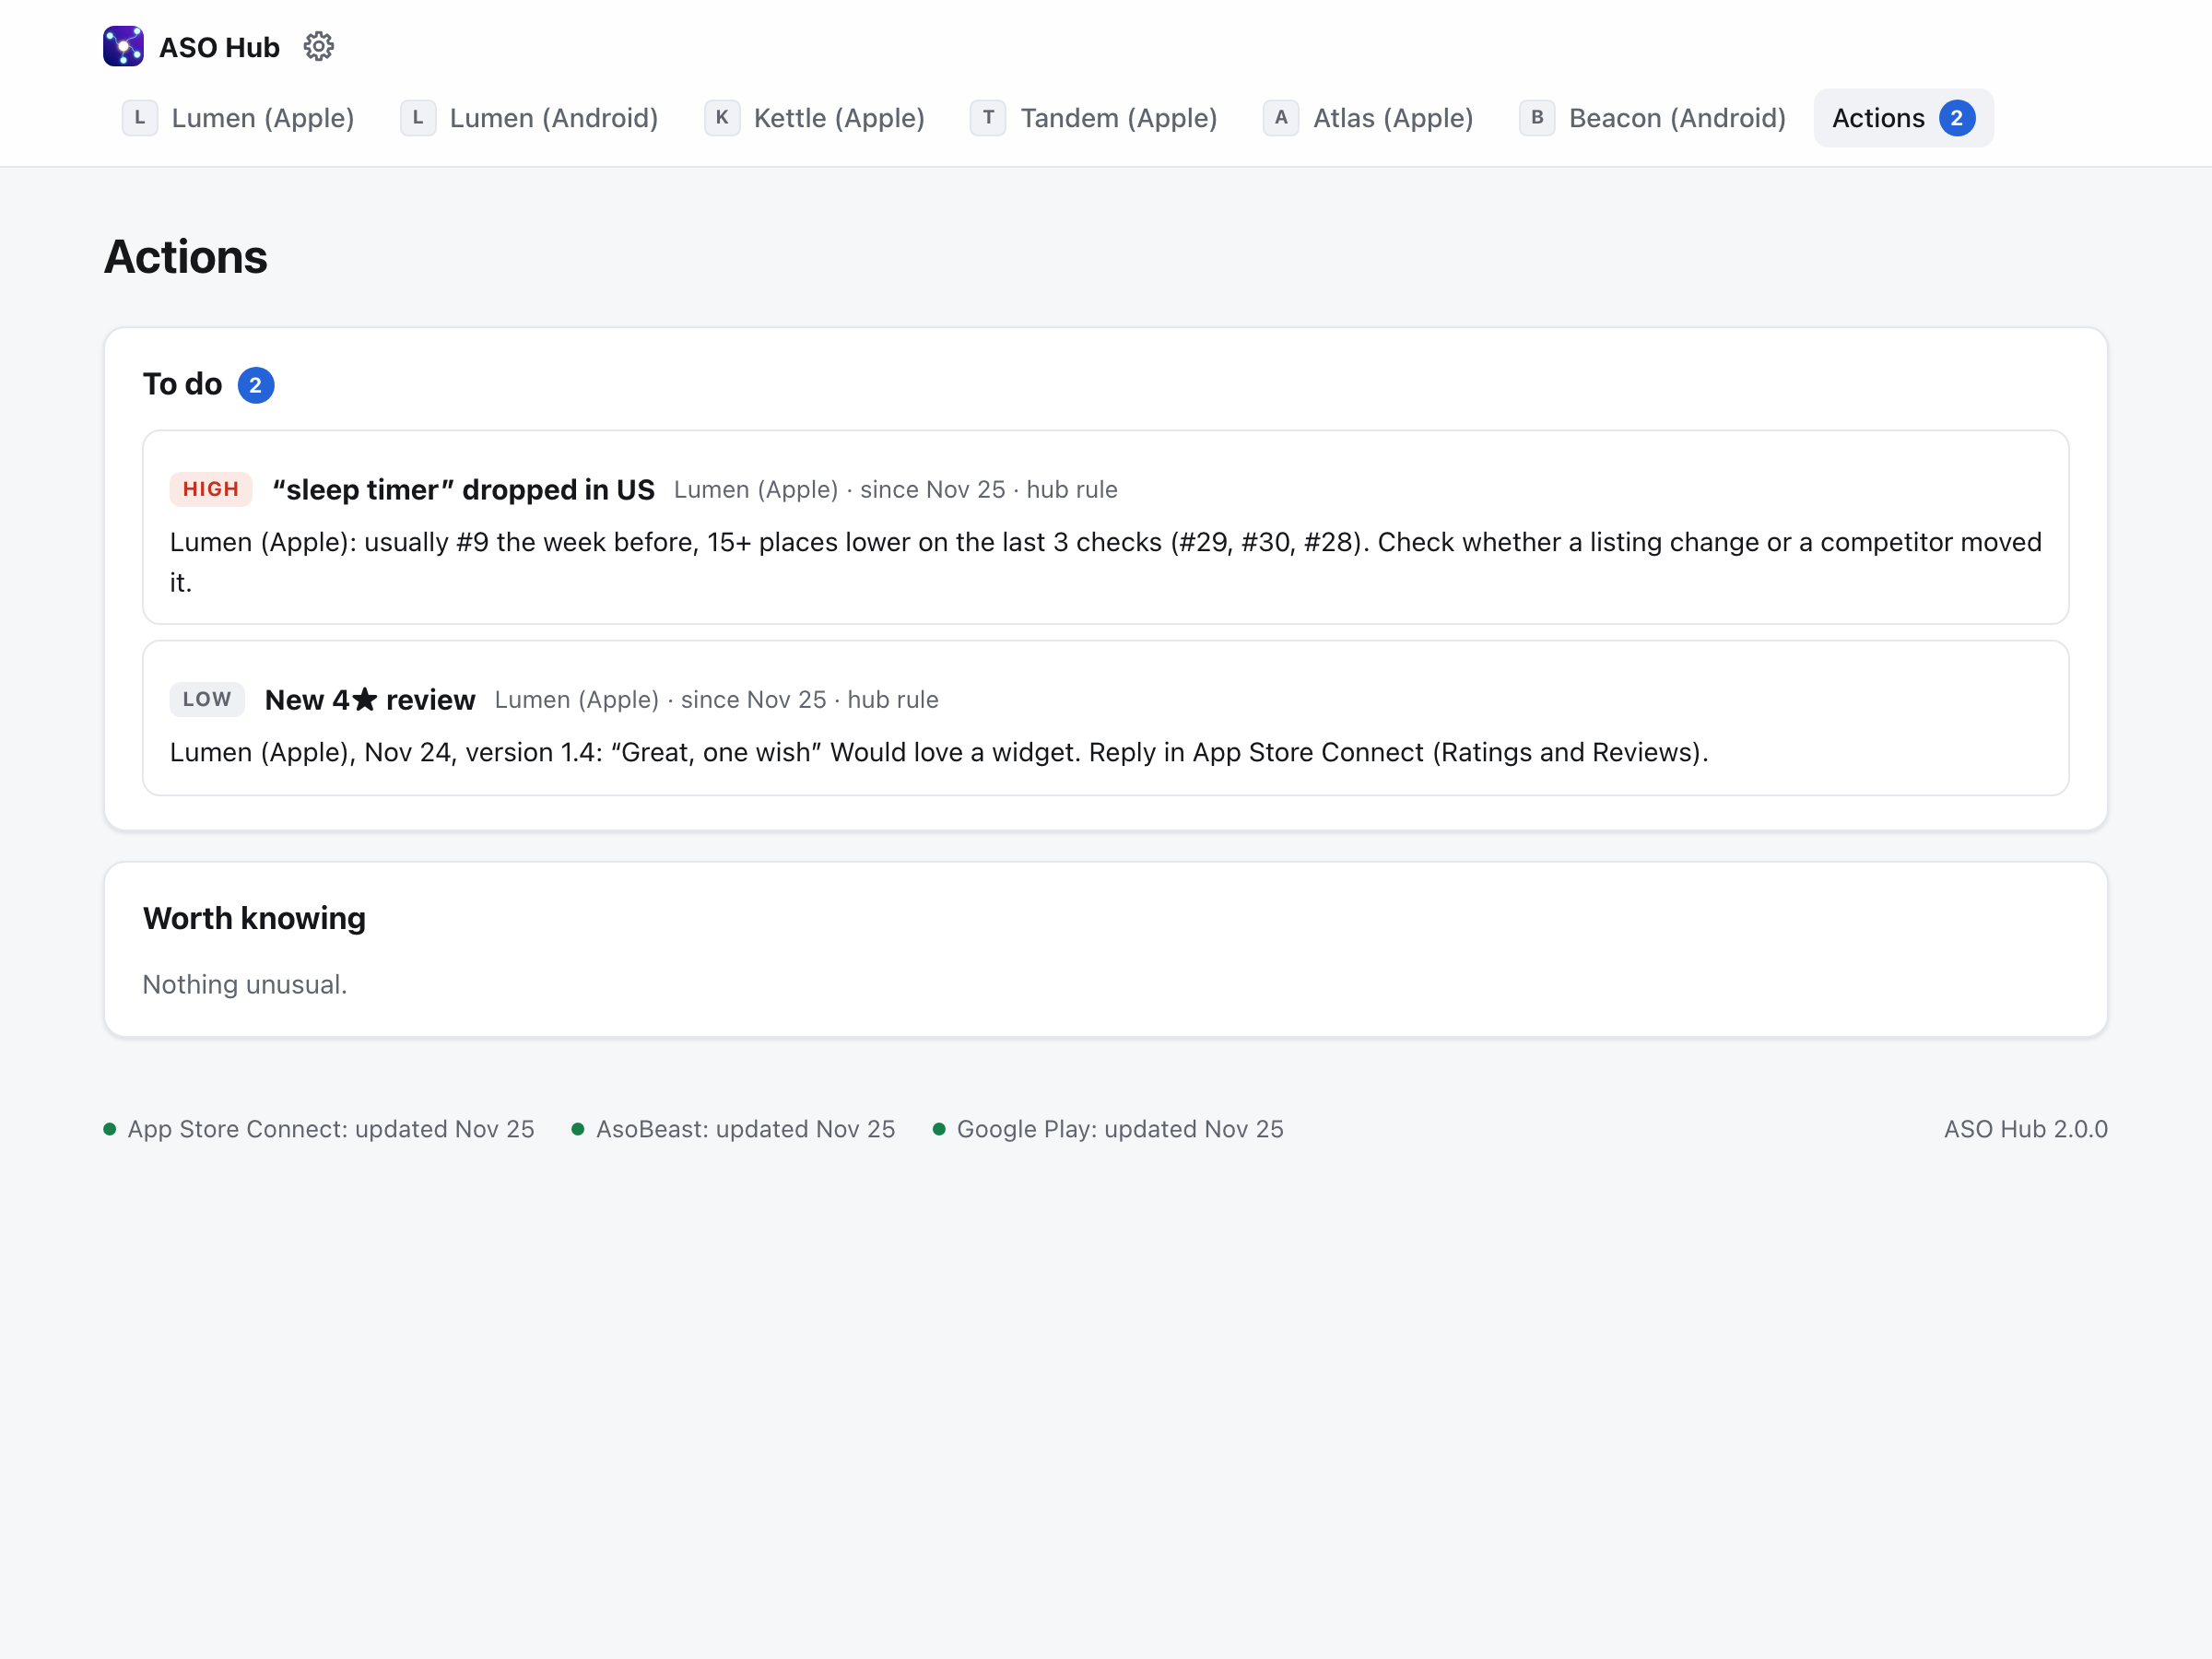 ASO Hub
L Lumen (Apple) L Lumen (Android) K Kettle (Apple) T Tandem (Apple) A Atlas (Apple) B Beacon (Android) Actions 2
Actions
To do 2
HIGH “sleep timer” dropped in US Lumen (Apple) · since Nov 25 · hub rule
Lumen (Apple): usually #9 the week before, 15+ places lower on the last 3 checks (#29, #30, #28). Check whether a listing change or a competitor moved
it.
LOW New 4★ review Lumen (Apple) · since Nov 25 · hub rule
Lumen (Apple), Nov 24, version 1.4: “Great, one wish” Would love a widget. Reply in App Store Connect (Ratings and Reviews).
Worth knowing
Nothing unusual.
App Store Connect: updated Nov 25 AsoBeast: updated Nov 25 Google Play: updated Nov 25 ASO Hub 2.0.0